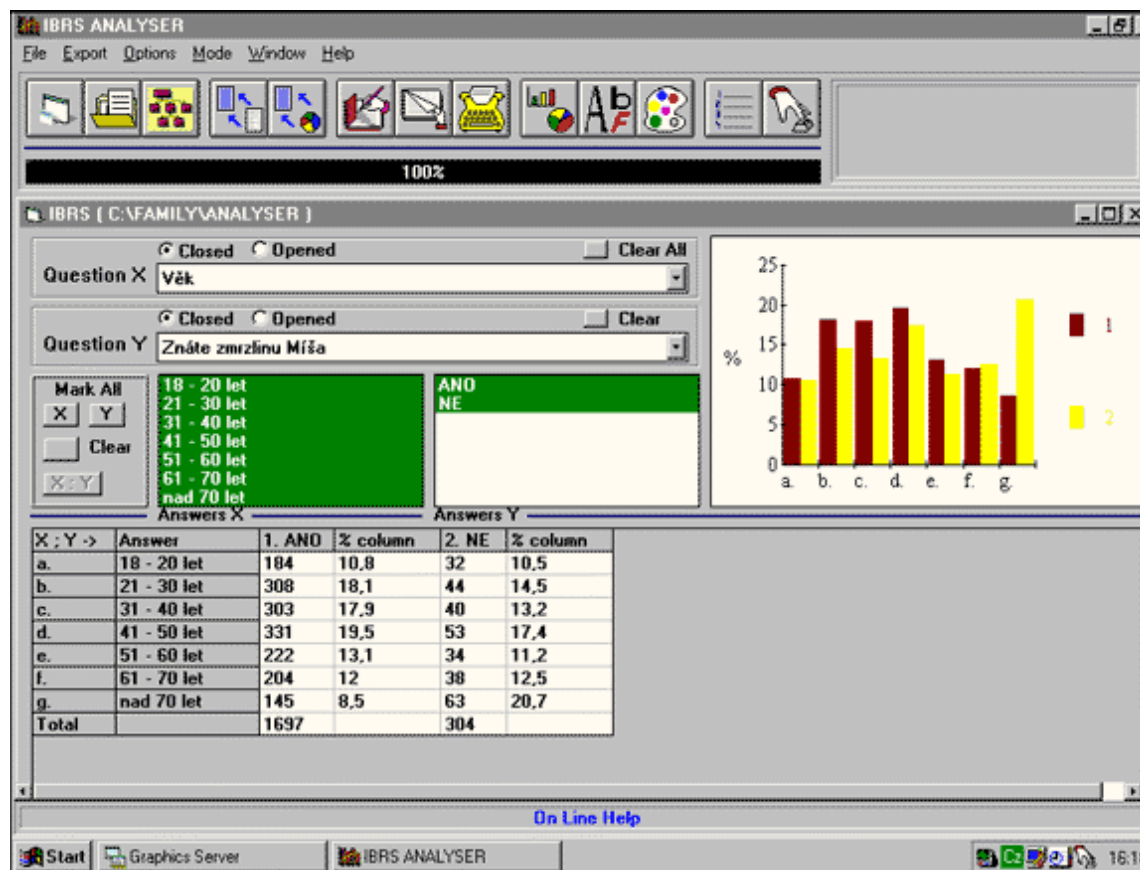 IBRS ANALYSER
File Export Options Mode Window Help
100%
IBRS ( C:\FAMILY\ANALYSER )
Closed Opened Clear All
Question X Věk
Closed Opened Clear
Question Y Znáte zmrzlinu Míša
Mark All
X Y
Clear
X : Y
18 - 20 let
21 - 30 let
31 - 40 let
41 - 50 let
51 - 60 let
61 - 70 let
nad 70 let
Answers X
ANO
NE
Answers Y
25
20
15
%
10
5
0
a. b. c. d. e. f. g.
1
2
X ; Y -> Answer 1. ANO % column 2. NE % column
a. 18 - 20 let 184 10,8 32 10,5
b. 21 - 30 let 308 18,1 44 14,5
c. 31 - 40 let 303 17,9 40 13,2
d. 41 - 50 let 331 19,5 53 17,4
e. 51 - 60 let 222 13,1 34 11,2
f. 61 - 70 let 204 12 38 12,5
g. nad 70 let 145 8,5 63 20,7
Total 1697 304
On Line Help
Start Graphics Server IBRS ANALYSER Cz